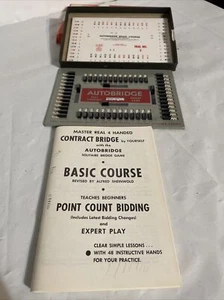 AUTOBRIDGE
MASTER REAL 4 HANDED
CONTRACT BRIDGE by YOURSELF
with the
AUTOBRIDGE
SOLITAIRE BRIDGE GAME
BASIC COURSE
REVISED BY ALFRED SHEINWOLD
TEACHES BEGINNERS
POINT COUNT BIDDING
(Includes Latest Bidding Changes) and
EXPERT PLAY
CLEAR SIMPLE LESSONS . . .
WITH 48 INSTRUCTIVE HANDS
FOR YOUR PRACTICE.